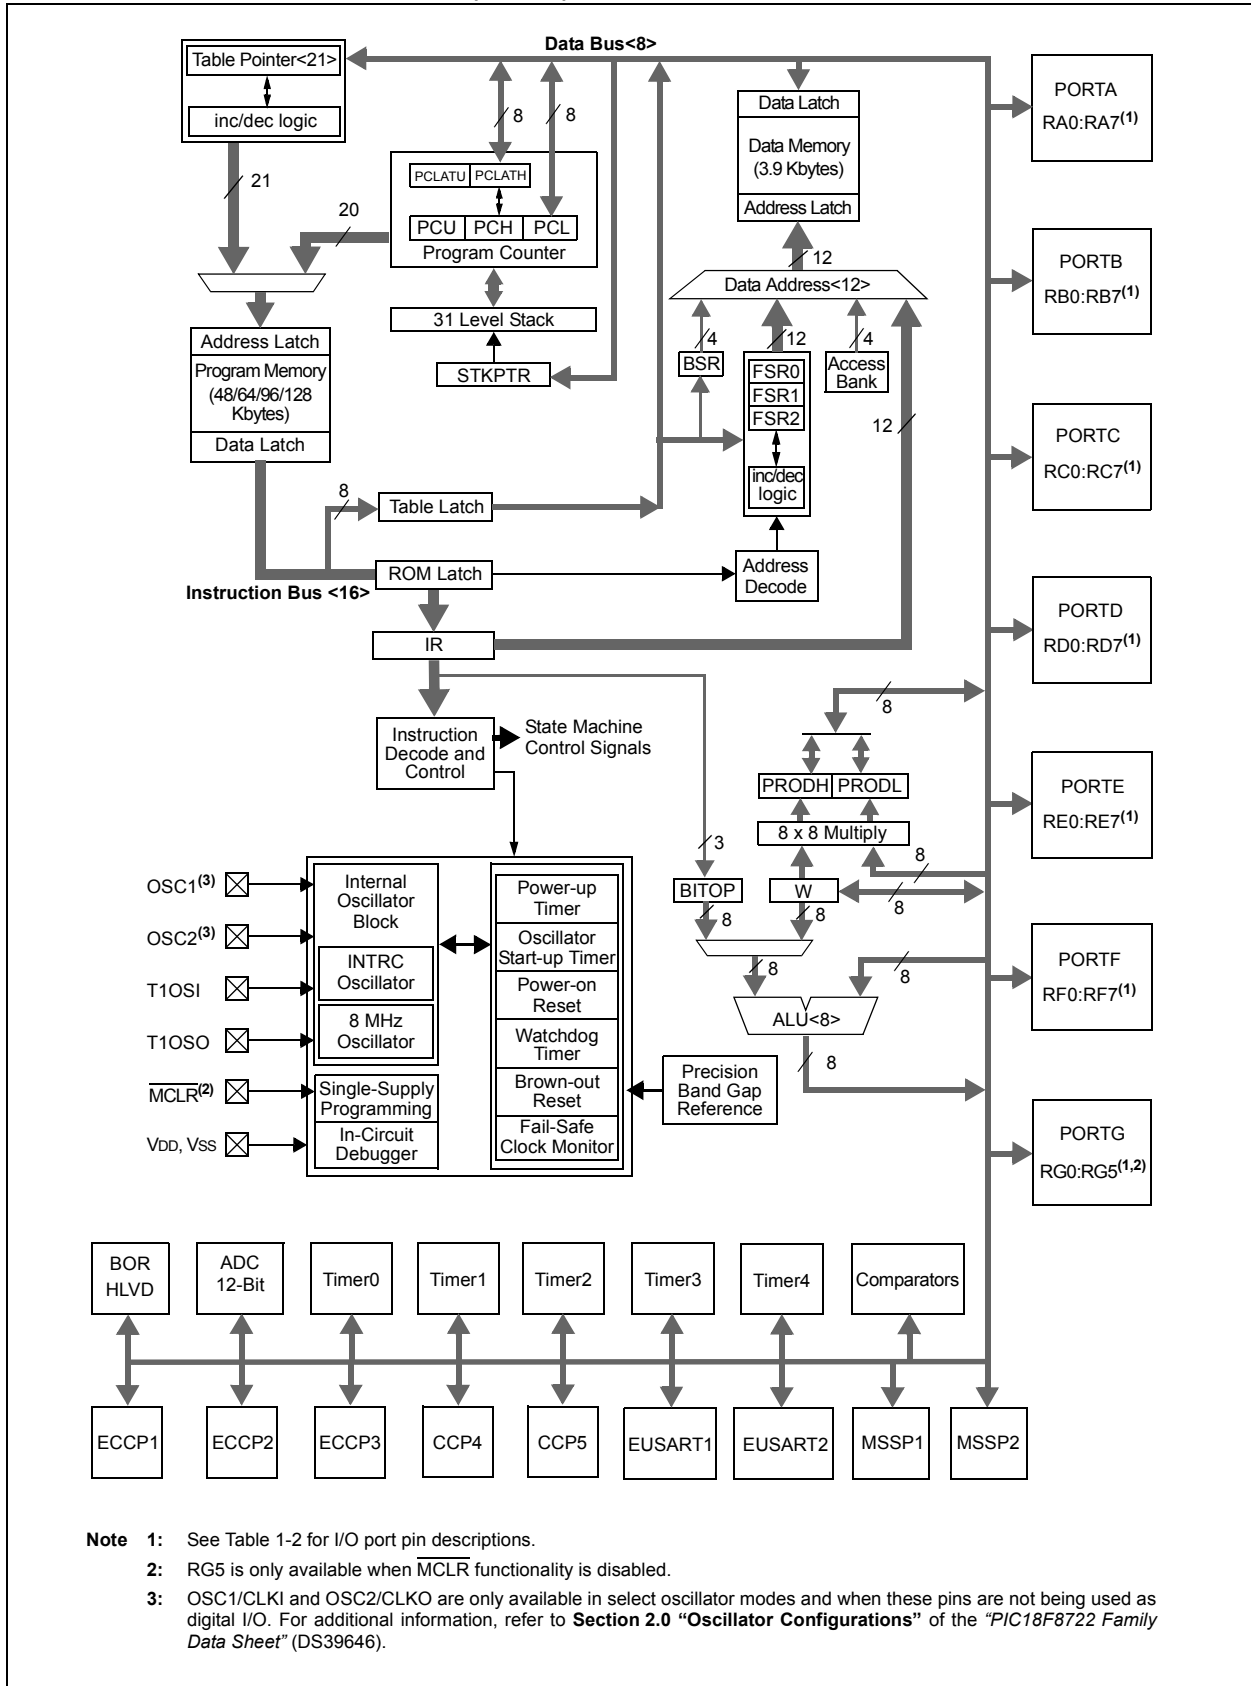 Data Bus<8>
Table Pointer<21>
inc/dec logic
21
20
8
8
PCLATU
PCLATH
PCU
PCH
PCL
Program Counter
31 Level Stack
STKPTR
Data Latch
Data Memory
(3.9 Kbytes)
Address Latch
12
Data Address<12>
4
12
4
BSR
FSR0
FSR1
FSR2
inc/dec
logic
Access
Bank
12
Address Latch
Program Memory
(48/64/96/128
Kbytes)
Data Latch
8
Table Latch
ROM Latch
Instruction Bus <16>
Address
Decode
IR
Instruction
Decode and
Control
State Machine
Control Signals
8
PRODH
PRODL
8 x 8 Multiply
3
8
BITOP
W
8
8
8
8
8
ALU<8>
8
OSC1(3)
OSC2(3)
T1OSI
T1OSO
MCLR(2)
VDD, VSS
Internal
Oscillator
Block
INTRC
Oscillator
8 MHz
Oscillator
Single-Supply
Programming
In-Circuit
Debugger
Power-up
Timer
Oscillator
Start-up Timer
Power-on
Reset
Watchdog
Timer
Brown-out
Reset
Fail-Safe
Clock Monitor
Precision
Band Gap
Reference
PORTA
RA0:RA7(1)
PORTB
RB0:RB7(1)
PORTC
RC0:RC7(1)
PORTD
RD0:RD7(1)
PORTE
RE0:RE7(1)
PORTF
RF0:RF7(1)
PORTG
RG0:RG5(1,2)
BOR
HLVD
ADC
12-Bit
Timer0
Timer1
Timer2
Timer3
Timer4
Comparators
ECCP1
ECCP2
ECCP3
CCP4
CCP5
EUSART1
EUSART2
MSSP1
MSSP2
Note 1: See Table 1-2 for I/O port pin descriptions.
2: RG5 is only available when MCLR functionality is disabled.
3: OSC1/CLKI and OSC2/CLKO are only available in select oscillator modes and when these pins are not being used as
digital I/O. For additional information, refer to Section 2.0 “Oscillator Configurations” of the “PIC18F8722 Family
Data Sheet” (DS39646).